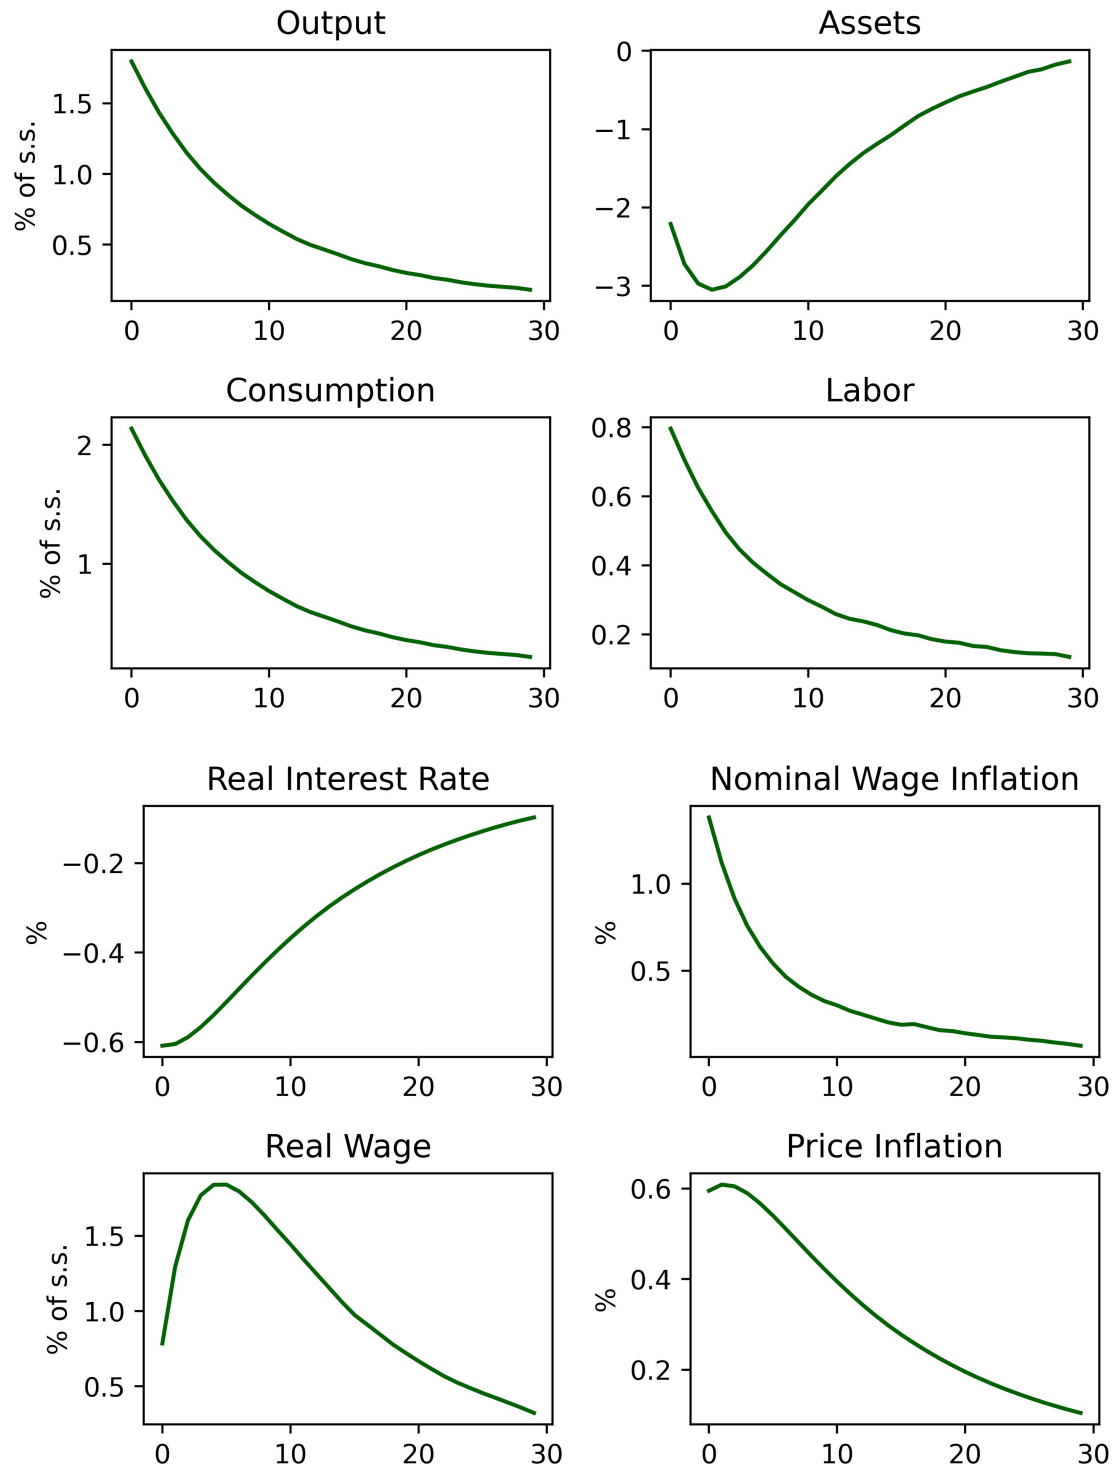 Output
% of s.s.
1.5
1.0
0.5
0 10 20 30
Assets
0
−1
−2
−3
0 10 20 30
Consumption
% of s.s.
2
1
0 10 20 30
Labor
0.8
0.6
0.4
0.2
0 10 20 30
Real Interest Rate
%
−0.2
−0.4
−0.6
0 10 20 30
Nominal Wage Inflation
%
1.0
0.5
0 10 20 30
Real Wage
% of s.s.
1.5
1.0
0.5
0 10 20 30
Price Inflation
%
0.6
0.4
0.2
0 10 20 30